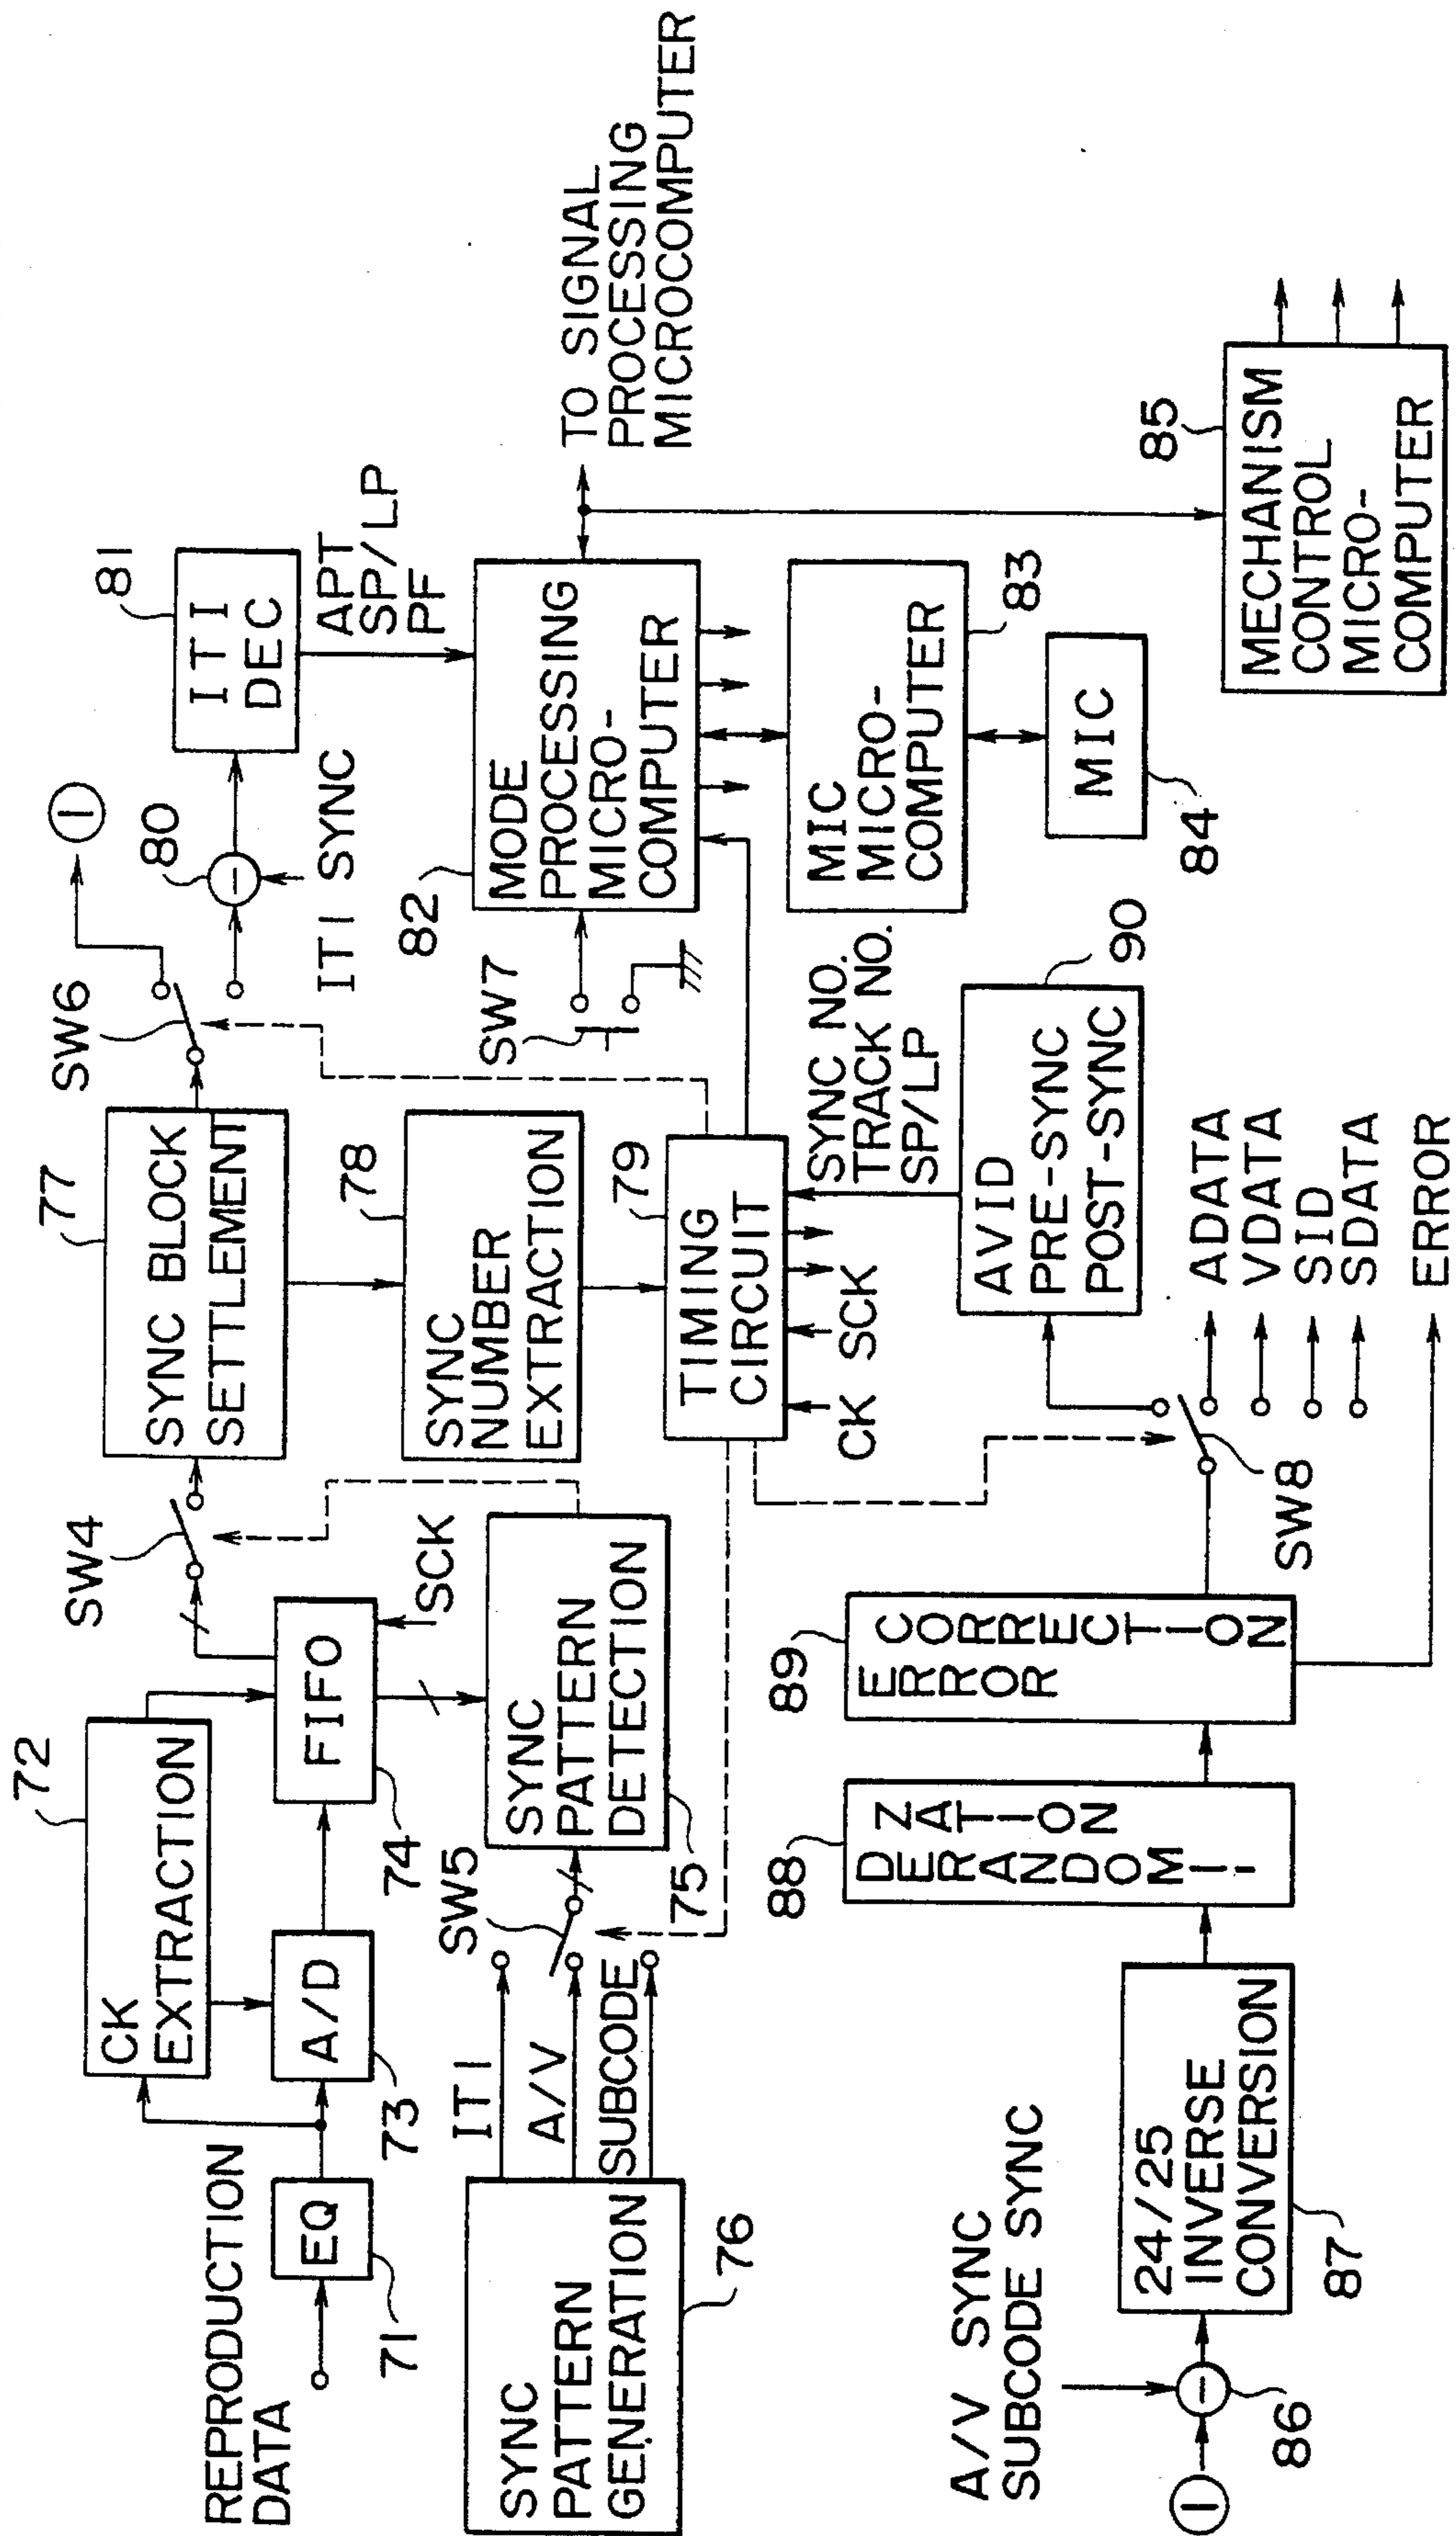 REPRODUCTION
DATA
EQ
71
CK
EXTRACTION
72
A/D
73
FIFO
74
SCK
SW4
SYNC BLOCK
SETTLEMENT
77
SW6
1
80
ITI SYNC
ITI
DEC
81
APT
SP/LP
PF
SYNC
PATTERN
GENERATION
76
ITI
A/V
SUBCODE
SW5
SYNC
PATTERN
DETECTION
75
SYNC
NUMBER
EXTRACTION
78
TIMING
CIRCUIT
79
CK
SCK
SW7
MODE
PROCESSING
MICRO-
COMPUTER
82
TO SIGNAL
PROCESSING
MICROCOMPUTER
MIC
MICRO-
COMPUTER
83
MIC
84
MECHANISM
CONTROL
MICRO-
COMPUTER
85
SYNC NO.
TRACK NO.
SP/LP
AVID
PRE-SYNC
POST-SYNC
90
A/V SYNC
SUBCODE SYNC
1
86
24/25
INVERSE
CONVERSION
87
DERANDOMI-
ZATION
88
ERROR
CORRECTION
89
SW8
ADATA
VDATA
SID
SDATA
ERROR